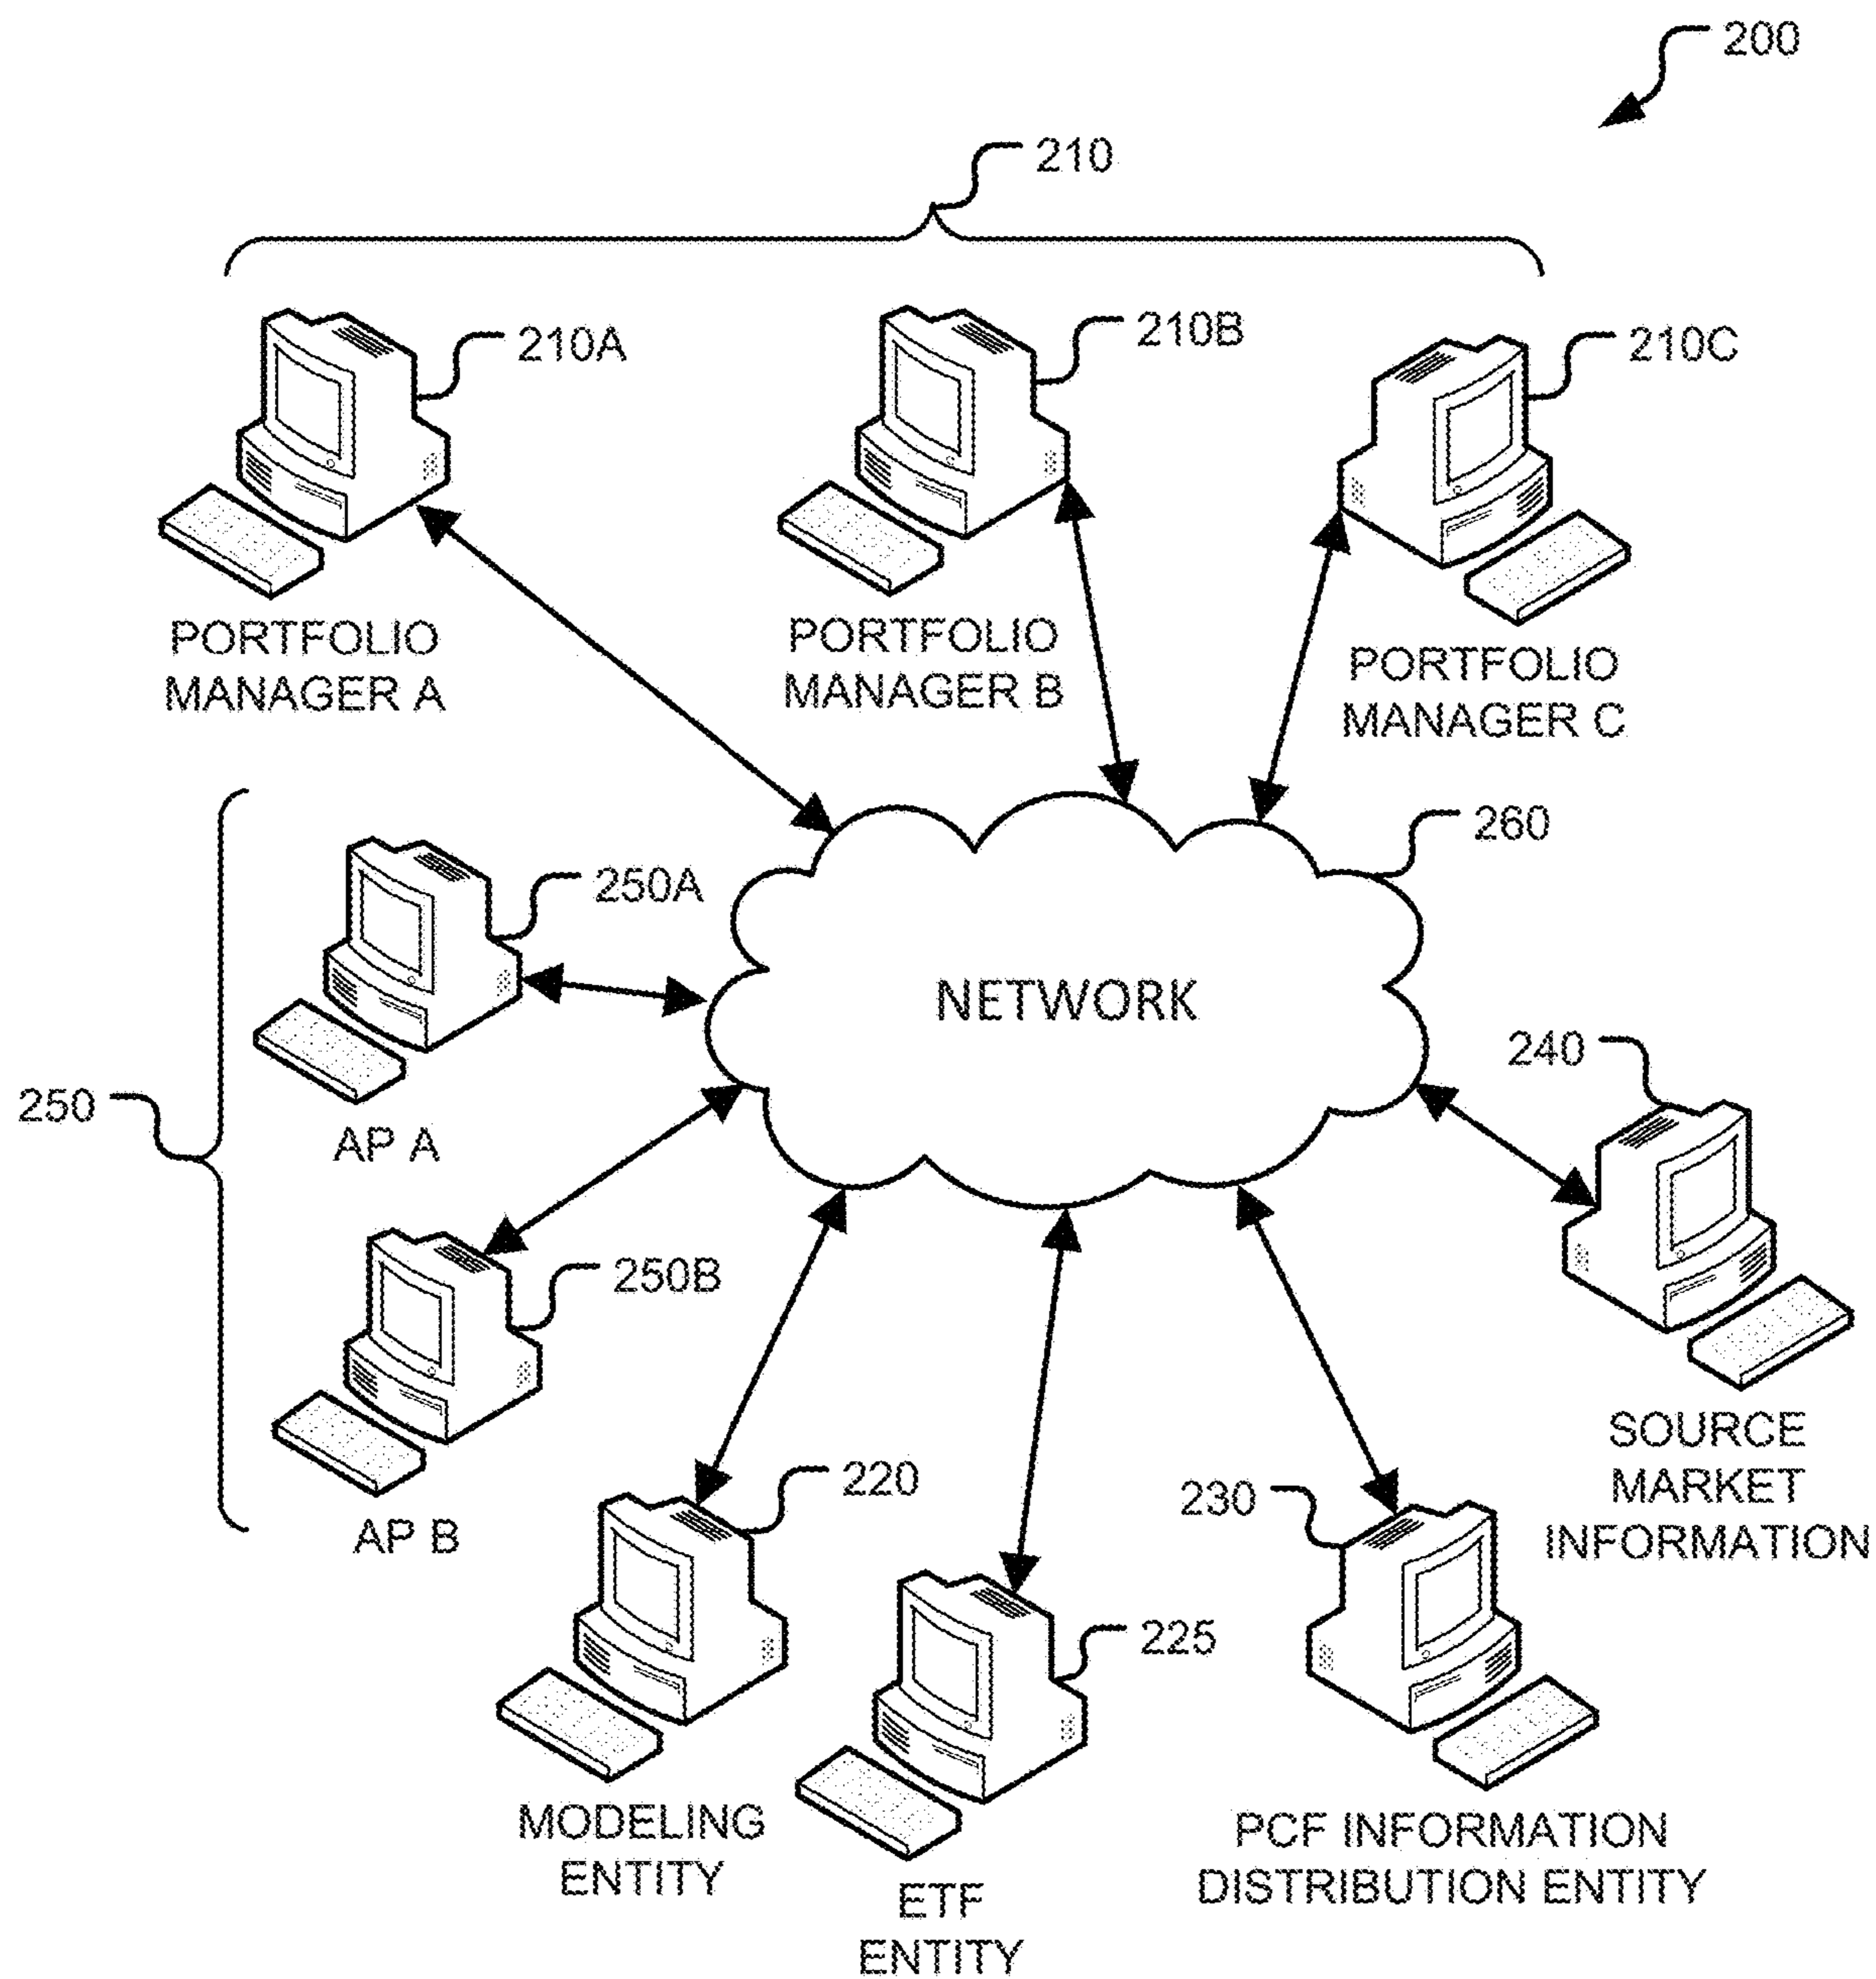 200
210
210A
210B
210C
PORTFOLIO
MANAGER A
PORTFOLIO
MANAGER B
PORTFOLIO
MANAGER C
260
250A
NETWORK
240
250
AP A
250B
SOURCE
MARKET
INFORMATION
AP B
220
230
225
MODELING
ENTITY
ETF
ENTITY
PCF INFORMATION
DISTRIBUTION ENTITY